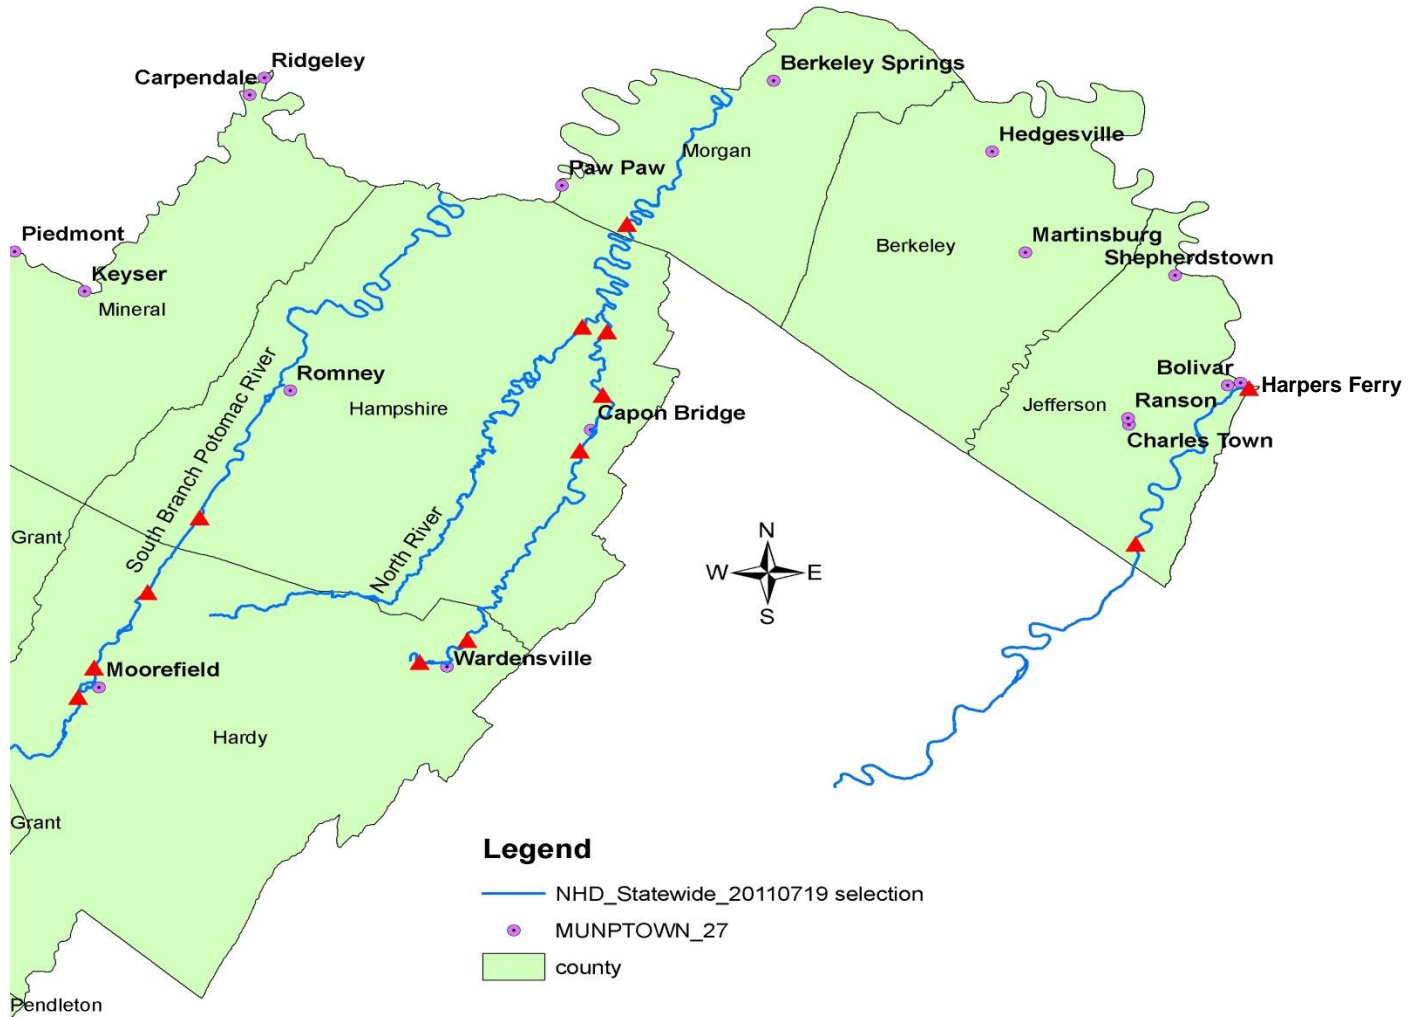 Ridgeley
Carpendale
Berkeley Springs
Hedgesville
Morgan
Paw Paw
Piedmont
Martinsburg
Berkeley
Shepherdstown
Keyser
Mineral
Romney
Hampshire
South Branch Potomac River
Bolivar
Harpers Ferry
Ranson
Jefferson
Capon Bridge
Charles Town
Grant
North River
N
W
E
S
Wardensville
Moorefield
Hardy
Grant
Pendleton
Legend
NHD_Statewide_20110719 selection
MUNPTOWN_27
county